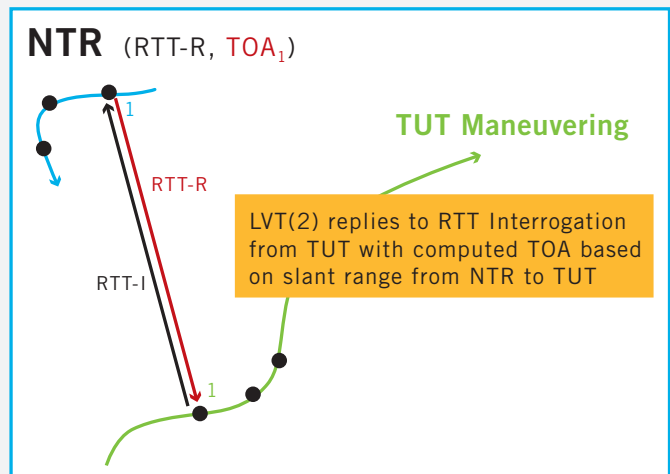 NTR (RTT-R, TOA₁)
1
TUT Maneuvering
RTT-R
LVT(2) replies to RTT Interrogation
from TUT with computed TOA based
on slant range from NTR to TUT
RTT-I
1